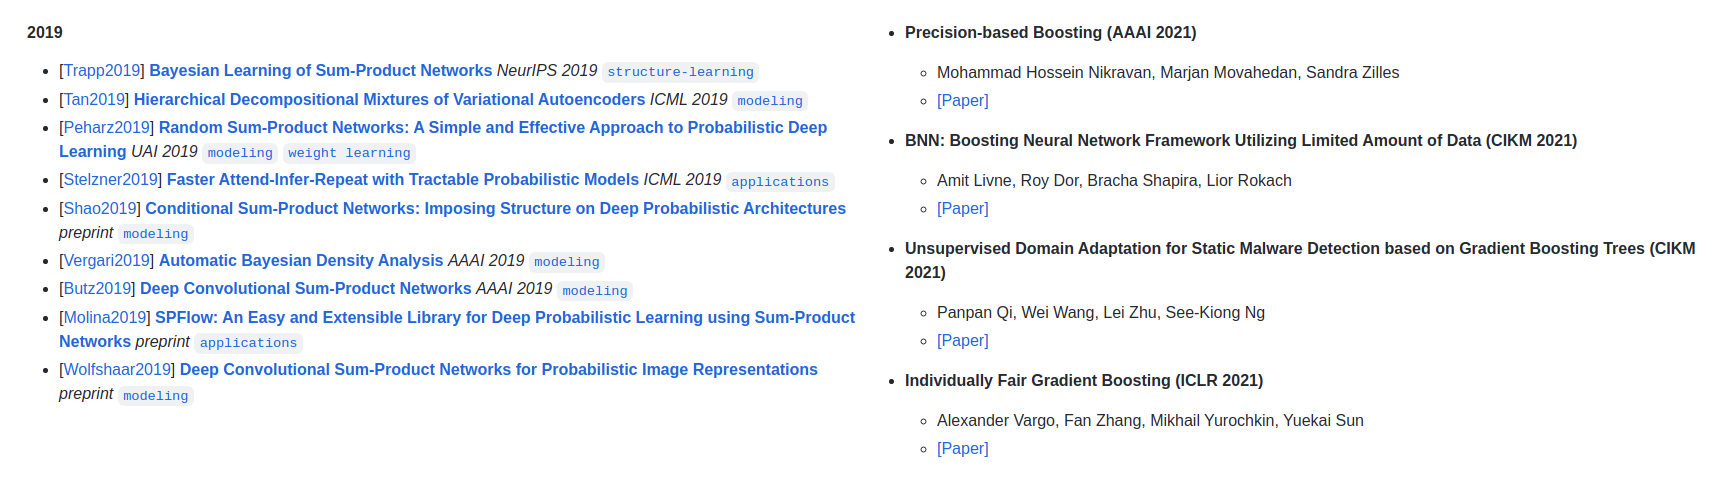 2019
[Trapp2019] Bayesian Learning of Sum-Product Networks NeurIPS 2019 structure-learning
[Tan2019] Hierarchical Decompositional Mixtures of Variational Autoencoders ICML 2019 modeling
[Peharz2019] Random Sum-Product Networks: A Simple and Effective Approach to Probabilistic Deep
Learning UAI 2019 modeling weight learning
[Stelzner2019] Faster Attend-Infer-Repeat with Tractable Probabilistic Models ICML 2019 applications
[Shao2019] Conditional Sum-Product Networks: Imposing Structure on Deep Probabilistic Architectures
preprint modeling
[Vergari2019] Automatic Bayesian Density Analysis AAAI 2019 modeling
[Butz2019] Deep Convolutional Sum-Product Networks AAAI 2019 modeling
[Molina2019] SPFlow: An Easy and Extensible Library for Deep Probabilistic Learning using Sum-Product
Networks preprint applications
[Wolfshaar2019] Deep Convolutional Sum-Product Networks for Probabilistic Image Representations
preprint modeling
Precision-based Boosting (AAAI 2021)
Mohammad Hossein Nikravan, Marjan Movahedan, Sandra Zilles
[Paper]
BNN: Boosting Neural Network Framework Utilizing Limited Amount of Data (CIKM 2021)
Amit Livne, Roy Dor, Bracha Shapira, Lior Rokach
[Paper]
Unsupervised Domain Adaptation for Static Malware Detection based on Gradient Boosting Trees (CIKM
2021)
Panpan Qi, Wei Wang, Lei Zhu, See-Kiong Ng
[Paper]
Individually Fair Gradient Boosting (ICLR 2021)
Alexander Vargo, Fan Zhang, Mikhail Yurochkin, Yuekai Sun
[Paper]